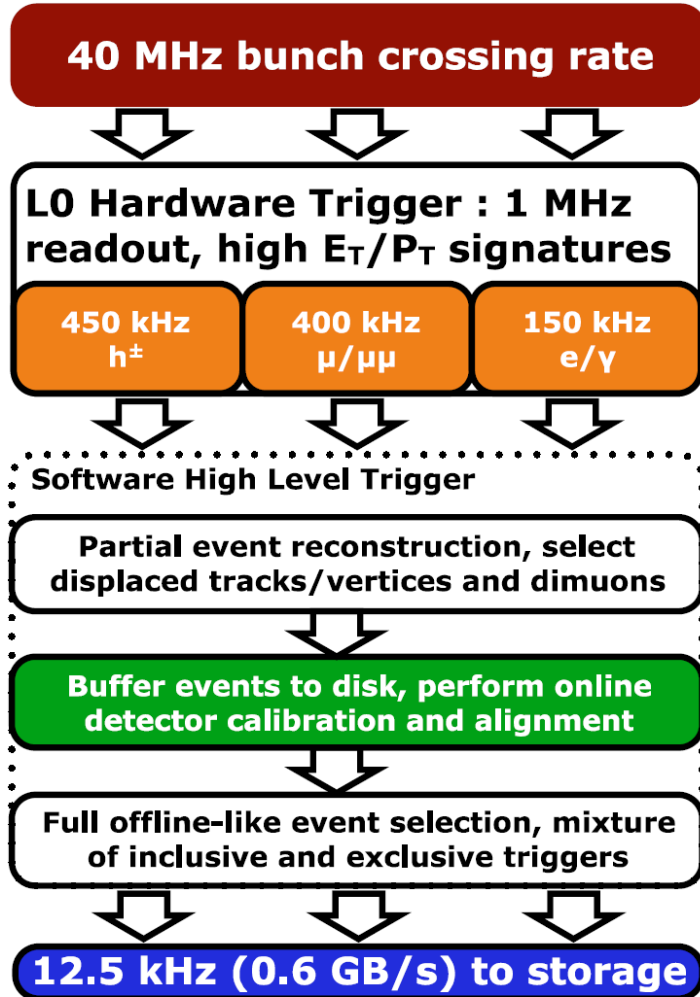 40 MHz bunch crossing rate
L0 Hardware Trigger : 1 MHz
readout, high E_T/P_T signatures
450 kHz
h±
400 kHz
μ/μμ
150 kHz
e/γ
Software High Level Trigger
Partial event reconstruction, select
displaced tracks/vertices and dimuons
Buffer events to disk, perform online
detector calibration and alignment
Full offline-like event selection, mixture
of inclusive and exclusive triggers
12.5 kHz (0.6 GB/s) to storage